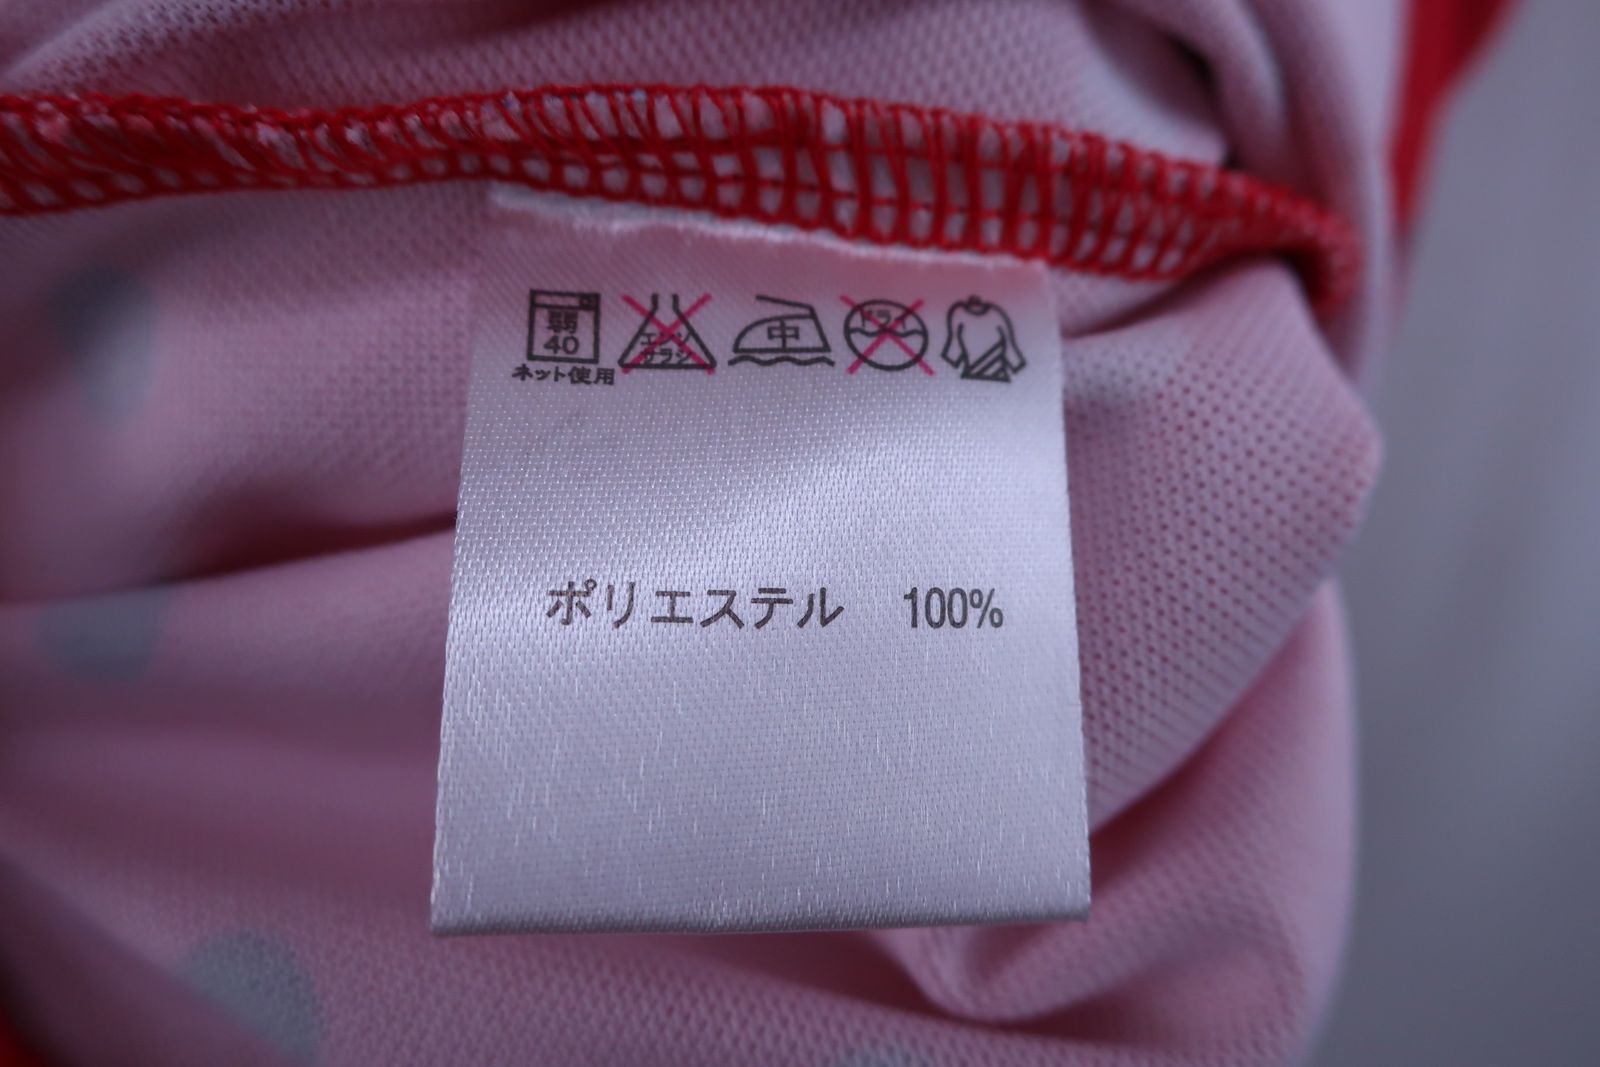 弱
40
ネット使用
エンソ
サラシ
中
ドライ
ポリエステル 100%